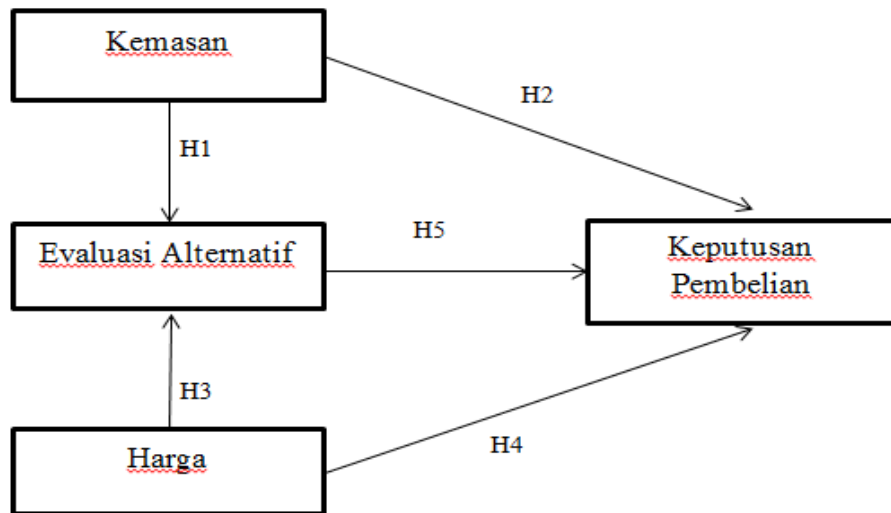 Kemasan
H2
H1
Evaluasi Alternatif
H5
Keputusan
Pembelian
H3
H4
Harga